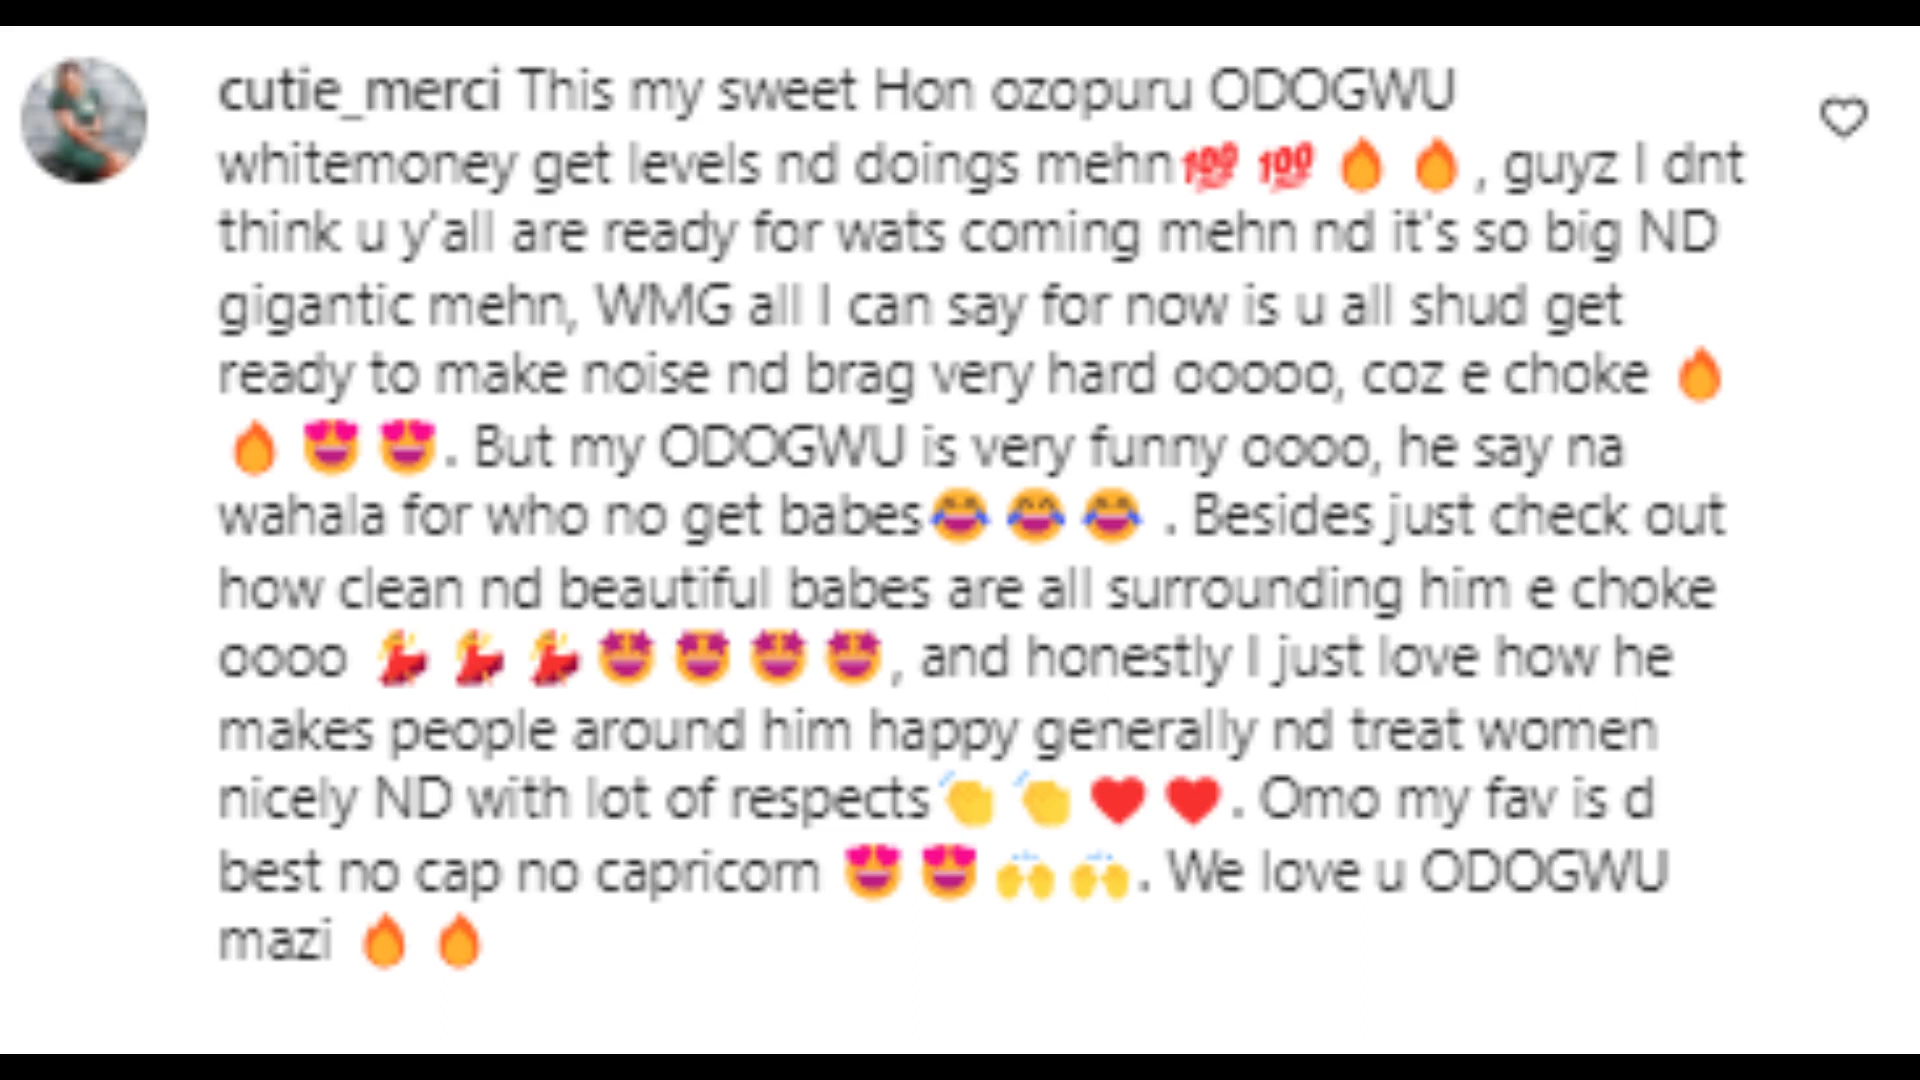 cutie_merci This my sweet Hon ozopuru ODOGWU
whitemoney get levels nd doings mehn💯💯🔥🔥, guyz I dnt
think u y'all are ready for wats coming mehn nd it's so big ND
gigantic mehn, WMG all I can say for now is u all shud get
ready to make noise nd brag very hard ooooo, coz e choke 🔥
🔥😍😍. But my ODOGWU is very funny oooo, he say na
wahala for who no get babes😂😂😂 . Besides just check out
how clean nd beautiful babes are all surrounding him e choke
oooo 💃💃💃🤩🤩🤩🤩, and honestly I just love how he
makes people around him happy generally nd treat women
nicely ND with lot of respects👏👏❤️❤️. Omo my fav is d
best no cap no capricorn 😍😍🙌🙌. We love u ODOGWU
mazi 🔥🔥